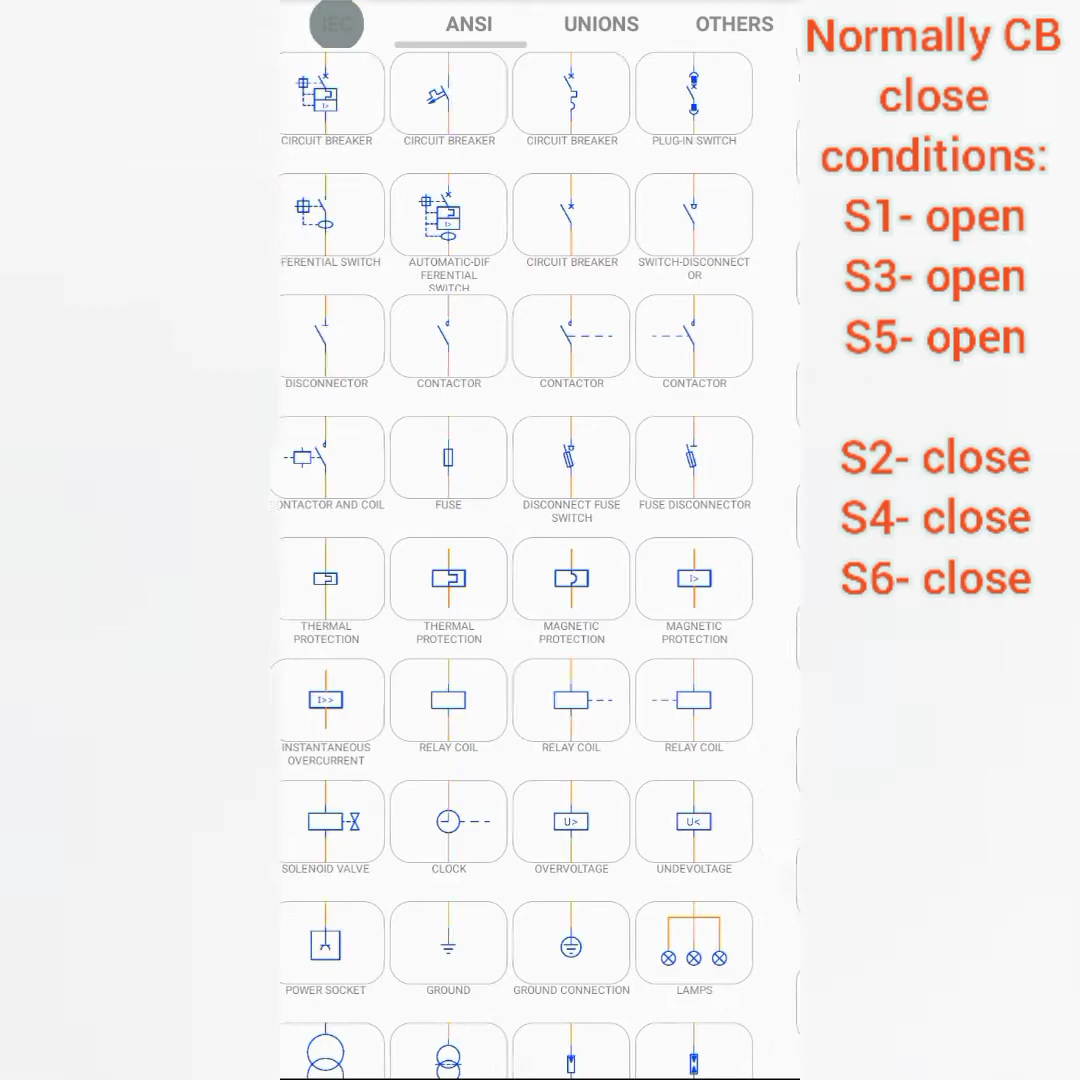 IEC
ANSI
UNIONS
OTHERS
CIRCUIT BREAKER
CIRCUIT BREAKER
CIRCUIT BREAKER
PLUG-IN SWITCH
FERENTIAL SWITCH
AUTOMATIC-DIF
FERENTIAL
SWITCH
CIRCUIT BREAKER
SWITCH-DISCONNECT
OR
DISCONNECTOR
CONTACTOR
CONTACTOR
CONTACTOR
ONTACTOR AND COIL
FUSE
DISCONNECT FUSE
SWITCH
FUSE DISCONNECTOR
THERMAL
PROTECTION
THERMAL
PROTECTION
MAGNETIC
PROTECTION
I>
MAGNETIC
PROTECTION
I>>
INSTANTANEOUS
OVERCURRENT
RELAY COIL
RELAY COIL
RELAY COIL
SOLENOID VALVE
CLOCK
U>
OVERVOLTAGE
U<
UNDEVOLTAGE
POWER SOCKET
GROUND
GROUND CONNECTION
LAMPS
Normally CB
close
conditions:
S1- open
S3- open
S5- open
S2- close
S4- close
S6- close